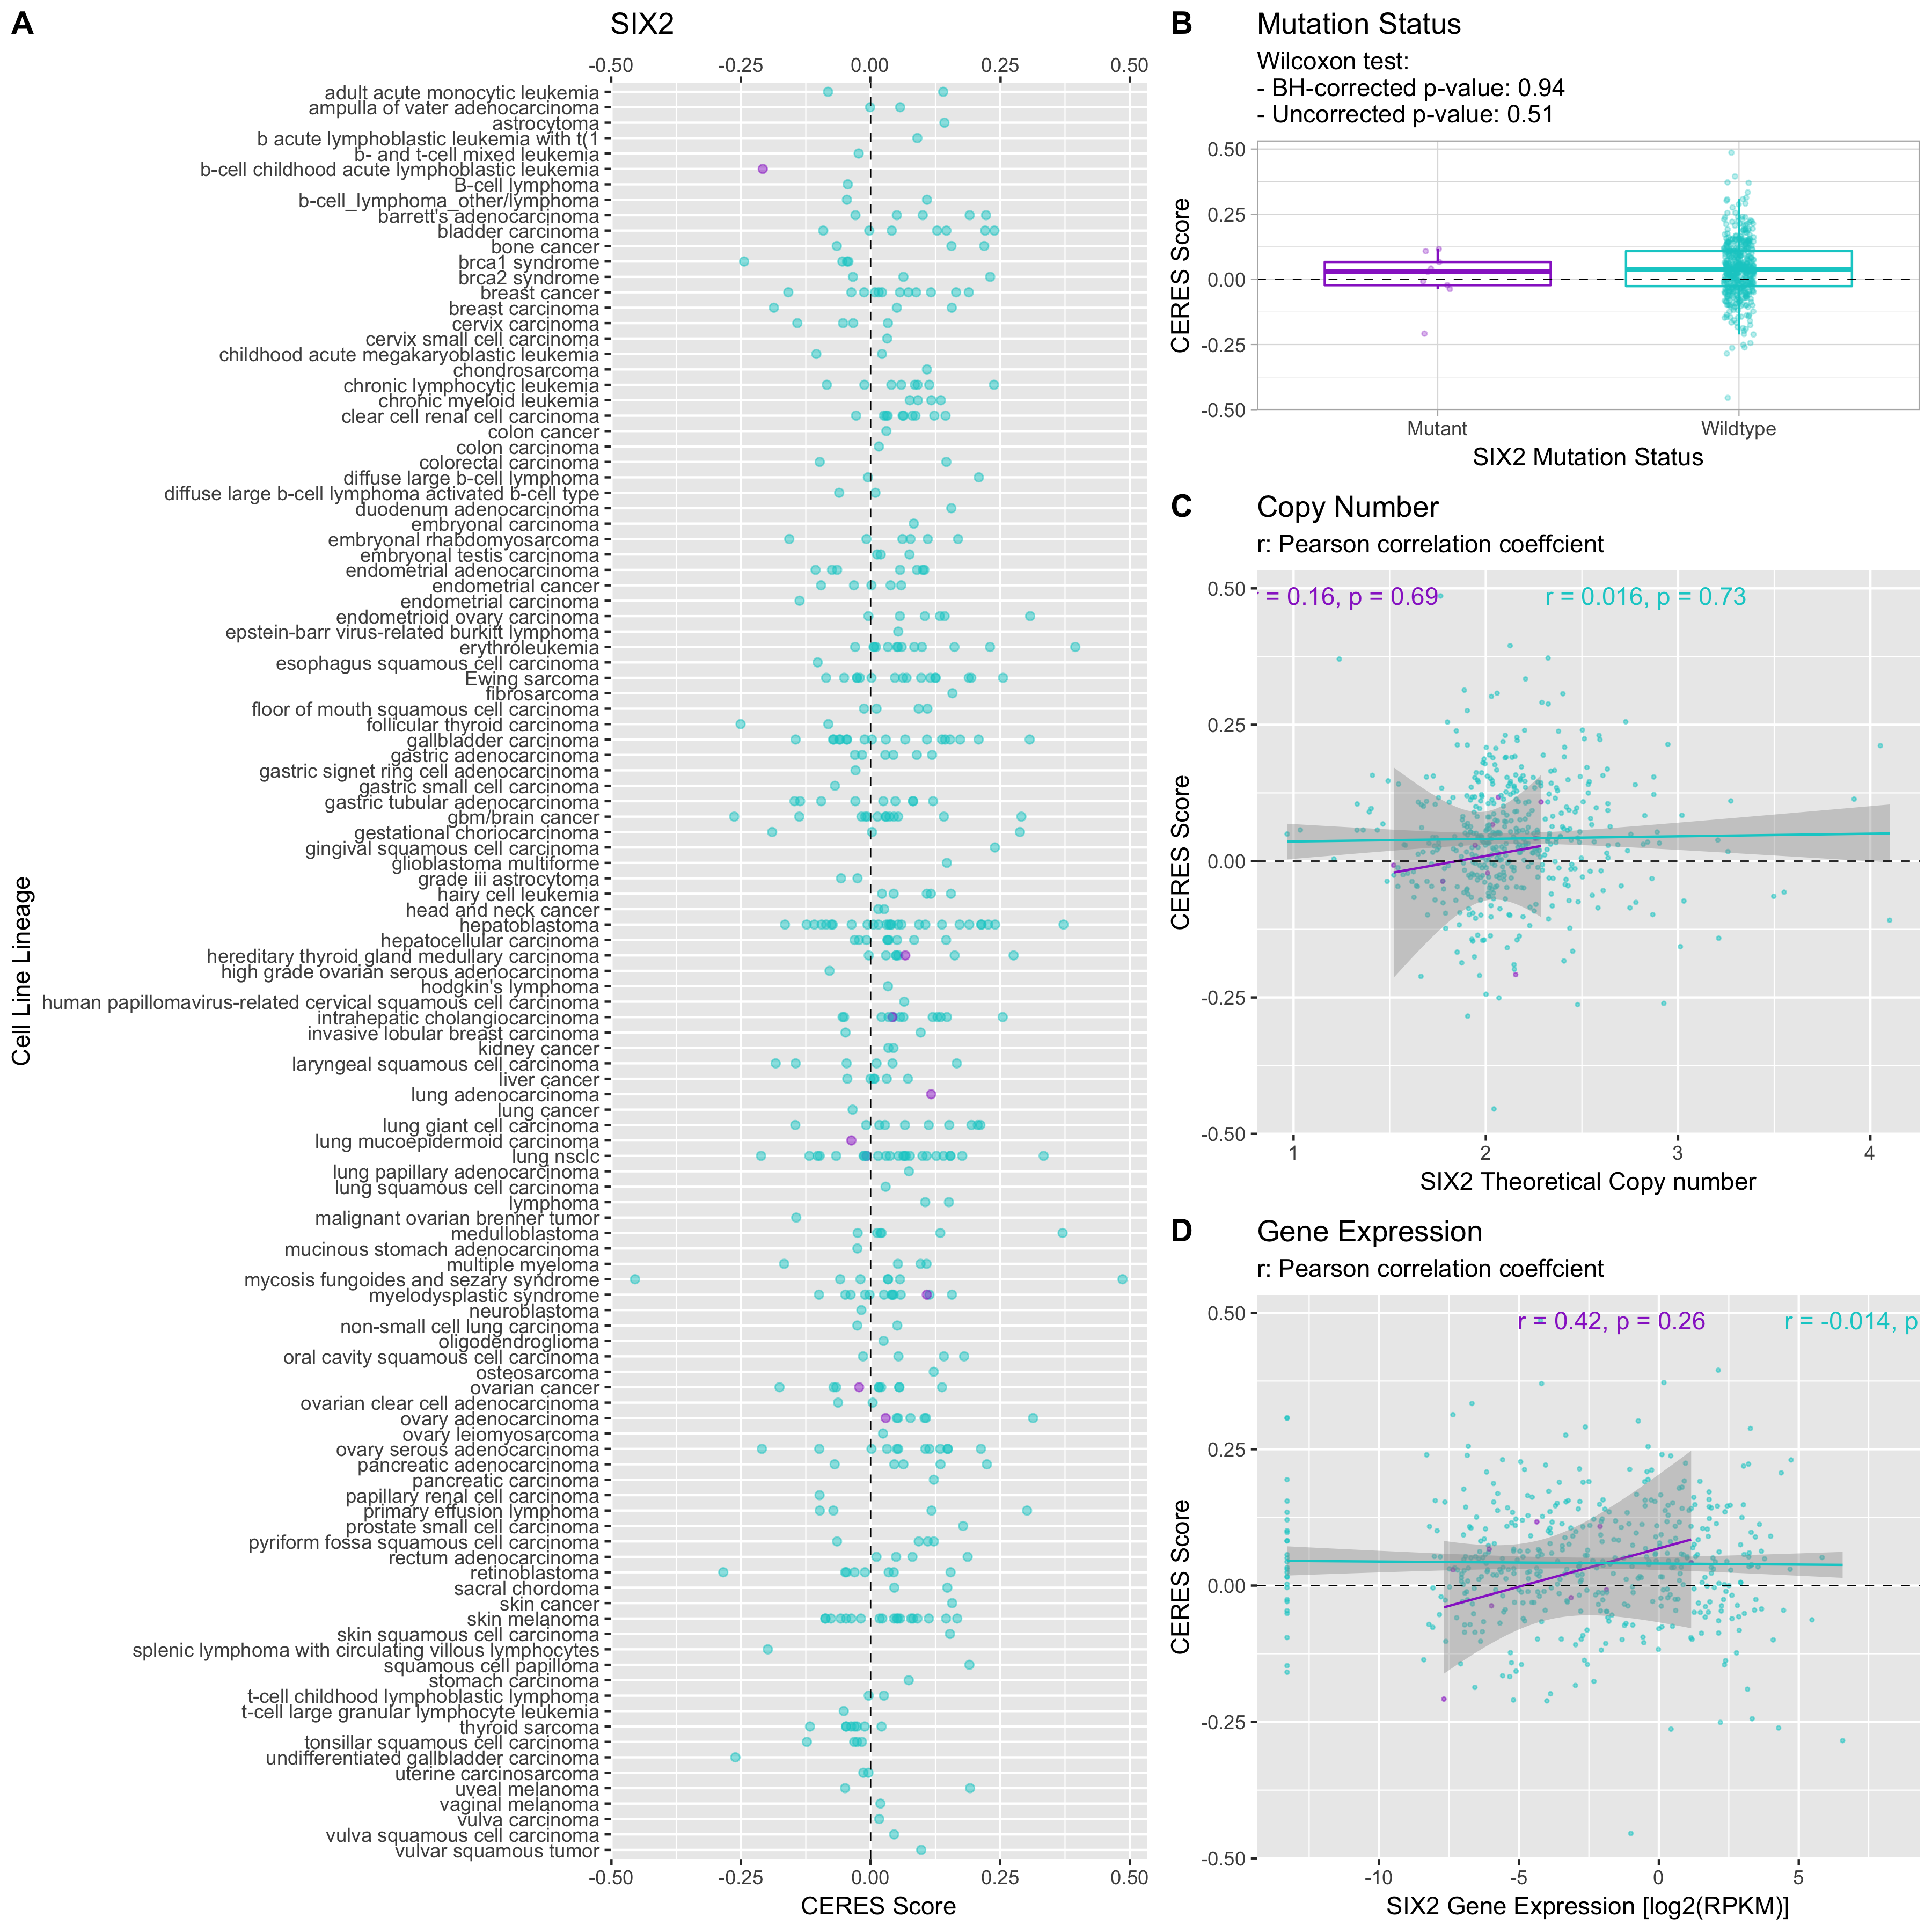 A
SIX2
-0.50 -0.25 0.00 0.25 0.50
adult acute monocytic leukemia
ampulla of vater adenocarcinoma
astrocytoma
b acute lymphoblastic leukemia with t(1
b- and t-cell mixed leukemia
b-cell childhood acute lymphoblastic leukemia
B-cell lymphoma
b-cell_lymphoma_other/lymphoma
barrett's adenocarcinoma
bladder carcinoma
bone cancer
brca1 syndrome
brca2 syndrome
breast cancer
breast carcinoma
cervix carcinoma
cervix small cell carcinoma
childhood acute megakaryoblastic leukemia
chondrosarcoma
chronic lymphocytic leukemia
chronic myeloid leukemia
clear cell renal cell carcinoma
colon cancer
colon carcinoma
colorectal carcinoma
diffuse large b-cell lymphoma
diffuse large b-cell lymphoma activated b-cell type
duodenum adenocarcinoma
embryonal carcinoma
embryonal rhabdomyosarcoma
embryonal testis carcinoma
endometrial adenocarcinoma
endometrial cancer
endometrial carcinoma
endometrioid ovary carcinoma
epstein-barr virus-related burkitt lymphoma
erythroleukemia
esophagus squamous cell carcinoma
Ewing sarcoma
fibrosarcoma
floor of mouth squamous cell carcinoma
follicular thyroid carcinoma
gallbladder carcinoma
gastric adenocarcinoma
gastric signet ring cell adenocarcinoma
gastric small cell carcinoma
gastric tubular adenocarcinoma
gbm/brain cancer
gestational choriocarcinoma
gingival squamous cell carcinoma
glioblastoma multiforme
grade iii astrocytoma
hairy cell leukemia
head and neck cancer
hepatoblastoma
hepatocellular carcinoma
hereditary thyroid gland medullary carcinoma
high grade ovarian serous adenocarcinoma
hodgkin's lymphoma
human papillomavirus-related cervical squamous cell carcinoma
intrahepatic cholangiocarcinoma
invasive lobular breast carcinoma
kidney cancer
laryngeal squamous cell carcinoma
liver cancer
lung adenocarcinoma
lung cancer
lung giant cell carcinoma
lung mucoepidermoid carcinoma
lung nsclc
lung papillary adenocarcinoma
lung squamous cell carcinoma
lymphoma
malignant ovarian brenner tumor
medulloblastoma
mucinous stomach adenocarcinoma
multiple myeloma
mycosis fungoides and sezary syndrome
myelodysplastic syndrome
neuroblastoma
non-small cell lung carcinoma
oligodendroglioma
oral cavity squamous cell carcinoma
osteosarcoma
ovarian cancer
ovarian clear cell adenocarcinoma
ovary adenocarcinoma
ovary leiomyosarcoma
ovary serous adenocarcinoma
pancreatic adenocarcinoma
pancreatic carcinoma
papillary renal cell carcinoma
primary effusion lymphoma
prostate small cell carcinoma
pyriform fossa squamous cell carcinoma
rectum adenocarcinoma
retinoblastoma
sacral chordoma
skin cancer
skin melanoma
skin squamous cell carcinoma
splenic lymphoma with circulating villous lymphocytes
squamous cell papilloma
stomach carcinoma
t-cell childhood lymphoblastic lymphoma
t-cell large granular lymphocyte leukemia
thyroid sarcoma
tonsillar squamous cell carcinoma
undifferentiated gallbladder carcinoma
uterine carcinosarcoma
uveal melanoma
vaginal melanoma
vulva carcinoma
vulva squamous cell carcinoma
vulvar squamous tumor
-0.50 -0.25 0.00 0.25 0.50
CERES Score
Cell Line Lineage
B
Mutation Status
Wilcoxon test:
- BH-corrected p-value: 0.94
- Uncorrected p-value: 0.51
0.50
0.25
0.00
-0.25
-0.50
CERES Score
Mutant Wildtype
SIX2 Mutation Status
C
Copy Number
r: Pearson correlation coeffcient
= 0.16, p = 0.69 r = 0.016, p = 0.73
0.50
0.25
0.00
-0.25
-0.50
CERES Score
1 2 3 4
SIX2 Theoretical Copy number
D
Gene Expression
r: Pearson correlation coeffcient
r = 0.42, p = 0.26 r = -0.014, p
0.50
0.25
0.00
-0.25
-0.50
CERES Score
-10 -5 0 5
SIX2 Gene Expression [log2(RPKM)]